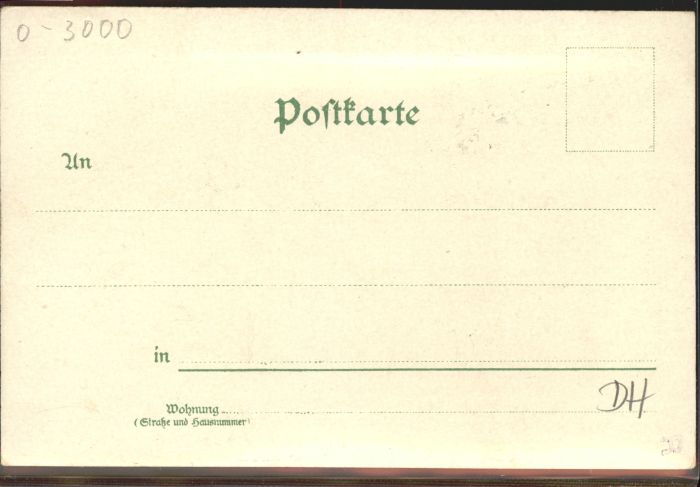 0-3000
Postkarte
An
in
Wohnung
(Straße und Hausnummer)
DH